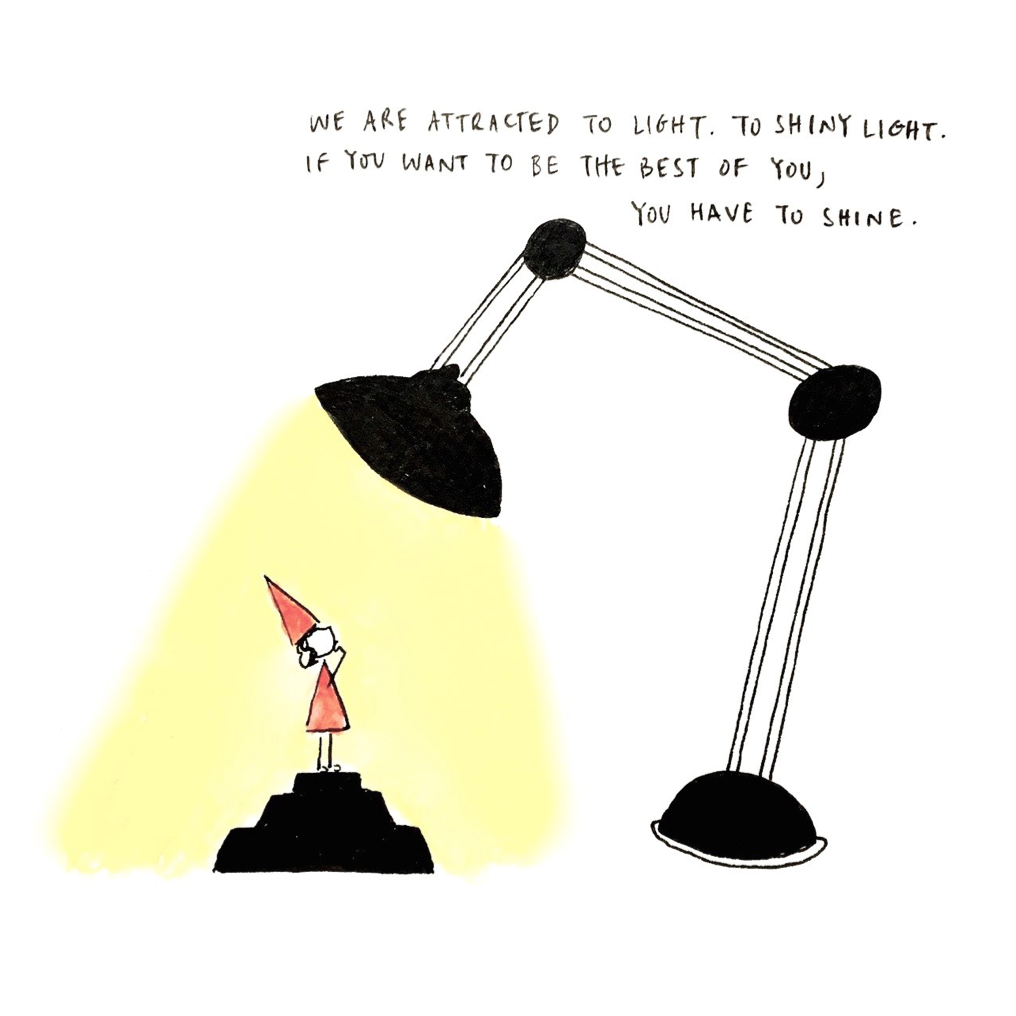 WE ARE ATTRACTED TO LIGHT. TO SHINY LIGHT.
IF YOU WANT TO BE THE BEST OF YOU,
YOU HAVE TO SHINE.